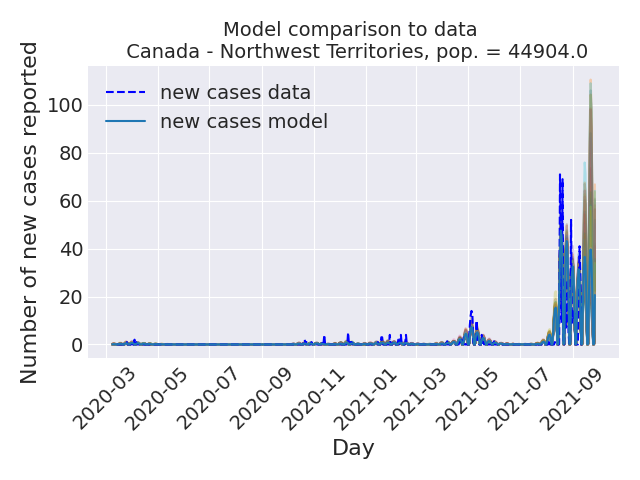 Model comparison to data
Canada - Northwest Territories, pop. = 44904.0
Number of new cases reported
new cases data
new cases model
100
80
60
40
20
0
2020-03
2020-05
2020-07
2020-09
2020-11
2021-01
2021-03
2021-05
2021-07
2021-09
Day